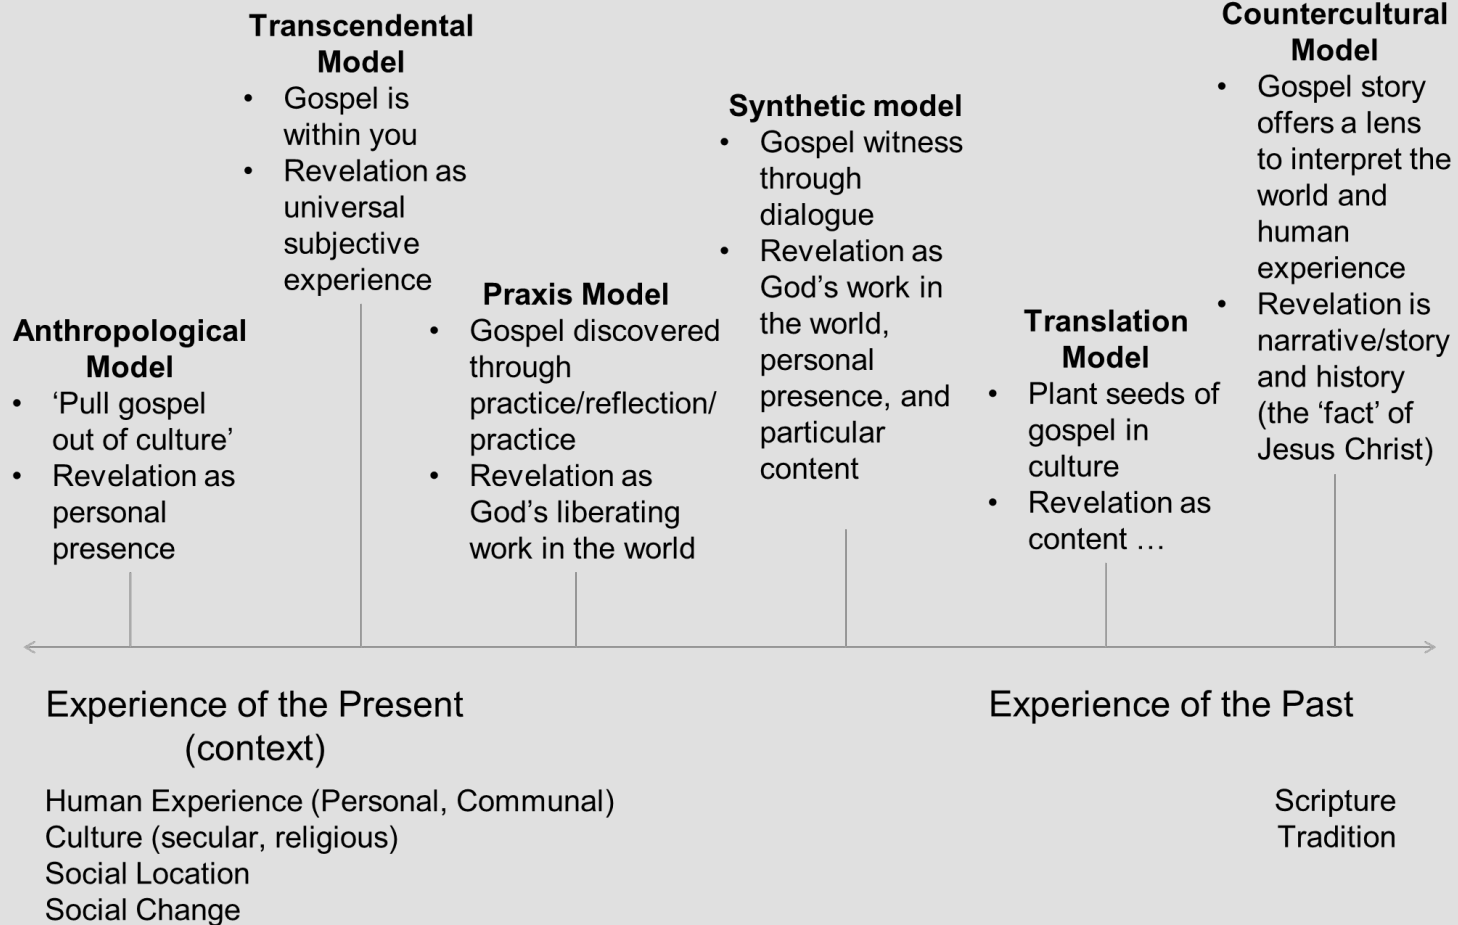 Transcendental
Model
• Gospel is
within you
• Revelation as
universal
subjective
experience
Countercultural
Model
• Gospel story
offers a lens
to interpret the
world and
human
experience
• Revelation is
narrative/story
and history
(the ‘fact’ of
Jesus Christ)
Synthetic model
• Gospel witness
through
dialogue
• Revelation as
God’s work in
the world,
personal
presence, and
particular
content
Praxis Model
• Gospel discovered
through
practice/reflection/
practice
• Revelation as
God’s liberating
work in the world
Translation
Model
• Plant seeds of
gospel in
culture
• Revelation as
content …
Anthropological
Model
• ‘Pull gospel
out of culture’
• Revelation as
personal
presence
Experience of the Present
(context)
Human Experience (Personal, Communal)
Culture (secular, religious)
Social Location
Social Change
Experience of the Past
Scripture
Tradition